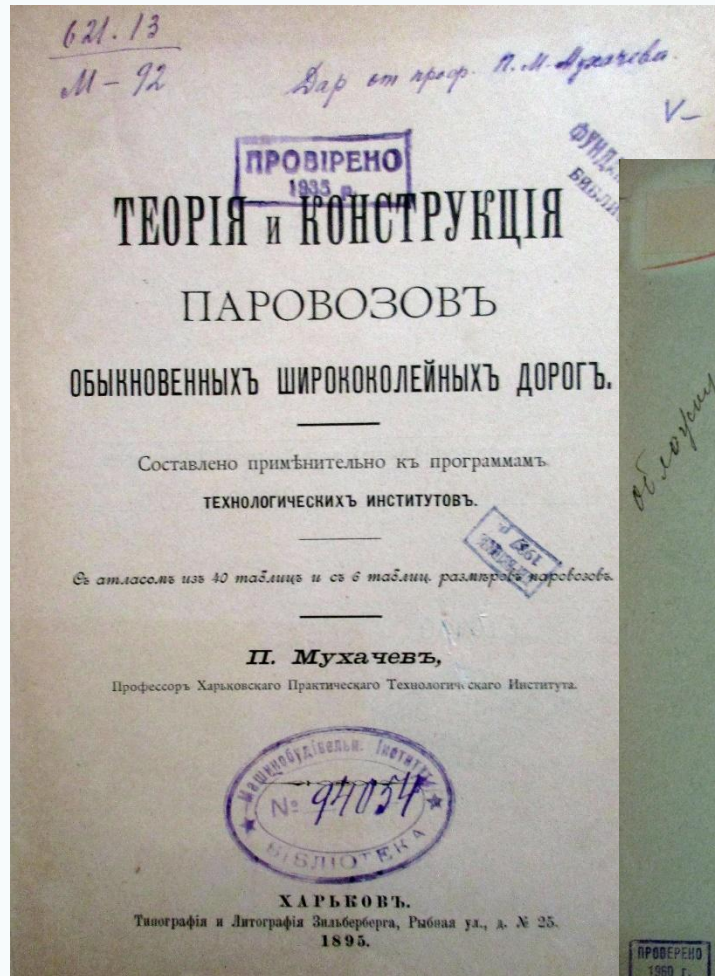 621.13
М-92
Дар от проф. П. М. Мухачева.
V-
ПРОВІРЕНО
1935 р.
ТЕОРІЯ и КОНСТРУКЦІЯ
ПАРОВОЗОВЪ
ОБЫКНОВЕННЫХЪ ШИРОКОКОЛЕЙНЫХЪ ДОРОГЪ.
Составлено примѣнительно къ программамъ
ТЕХНОЛОГИЧЕСКИХЪ ИНСТИТУТОВЪ.
Съ атласомъ изъ 40 таблицъ и съ 6 таблиц. размѣровъ паровозовъ.
П. Мухачевъ,
Профессоръ Харьковскаго Практическаго Технологическаго Института.
Машинобудівельн. Інститут
№ 94054
БІБЛІОТЕКА
ХАРЬКОВЪ.
Типографія и Литографія Зильберберга, Рыбная ул., д. № 25.
1895.
ПРОВЕРЕНО
1960 г.